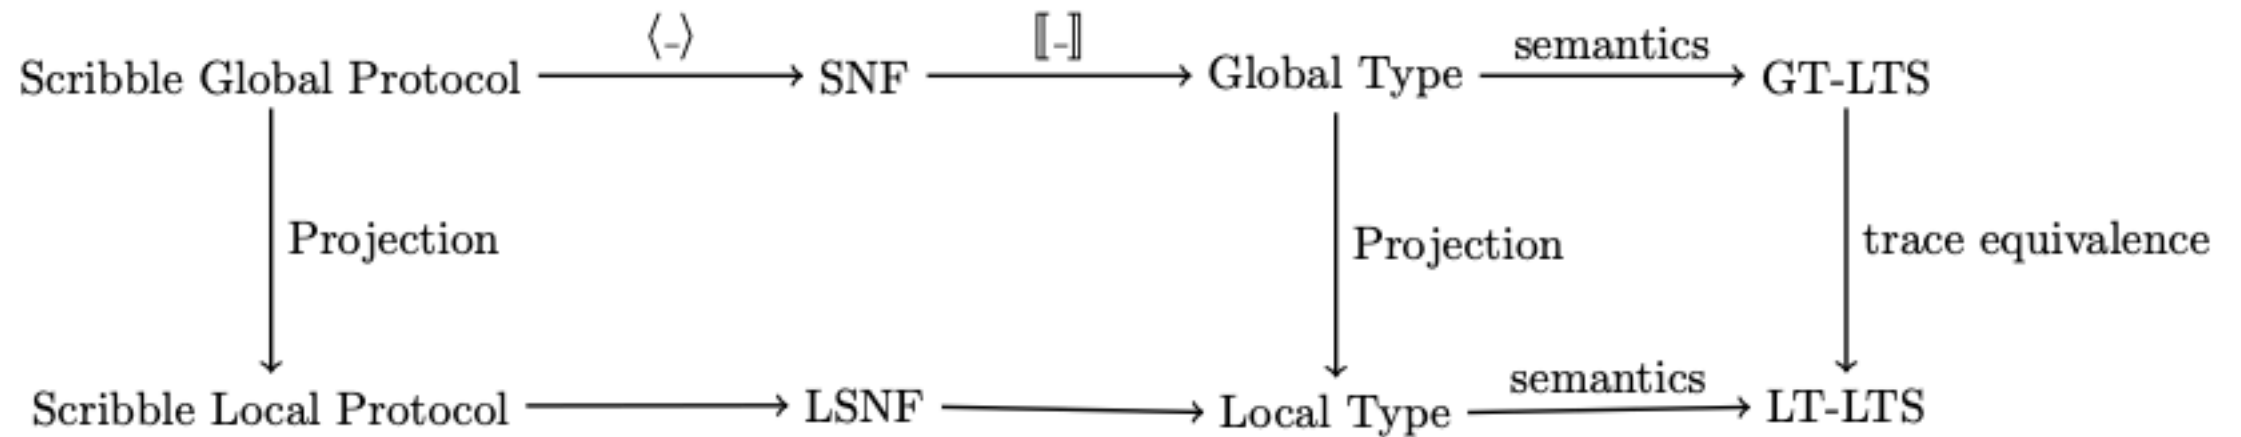 ⟨_⟩ ⟦_⟧ semantics
Scribble Global Protocol SNF Global Type GT-LTS
Projection Projection trace equivalence
semantics
Scribble Local Protocol LSNF Local Type LT-LTS